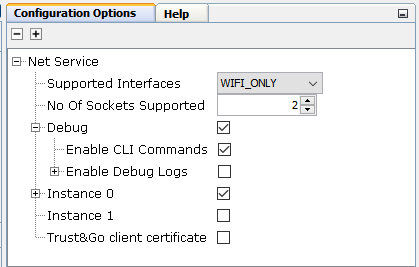 Configuration Options Help
Net Service
Supported Interfaces WIFI_ONLY
No Of Sockets Supported 2
Debug
Enable CLI Commands
Enable Debug Logs
Instance 0
Instance 1
Trust&Go client certificate